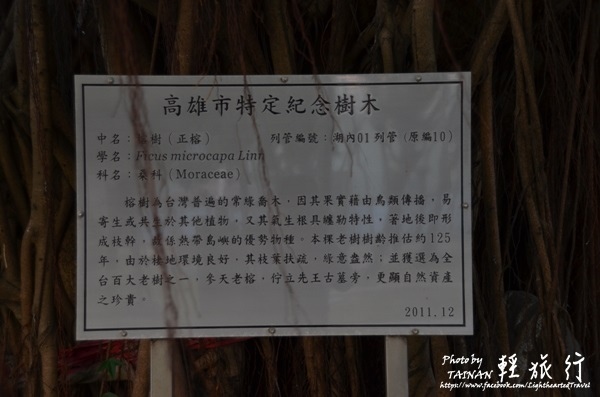 高雄市特定紀念樹木
中名：榕樹（正榕） 列管編號：湖內01列管（原編10）
學名：Ficus microcapa Linn
科名：桑科（Moraceae）
榕樹為台灣普遍的常綠喬木，因其果實藉由鳥類傳播，易
寄生或共生於其他植物，又其氣生根具纏勒特性，著地後即形
成枝幹，故係熱帶島嶼的優勢物種。本棵老樹樹齡推估約125
年，由於棲地環境良好，其枝葉扶疏，綠意盎然；並獲選為全
台百大老樹之一，參天老榕，佇立先王古墓旁，更顯自然資產
之珍貴。
2011.12
Photo by
TAINAN 輕旅行
https://www.facebook.com/LightheartedTravel